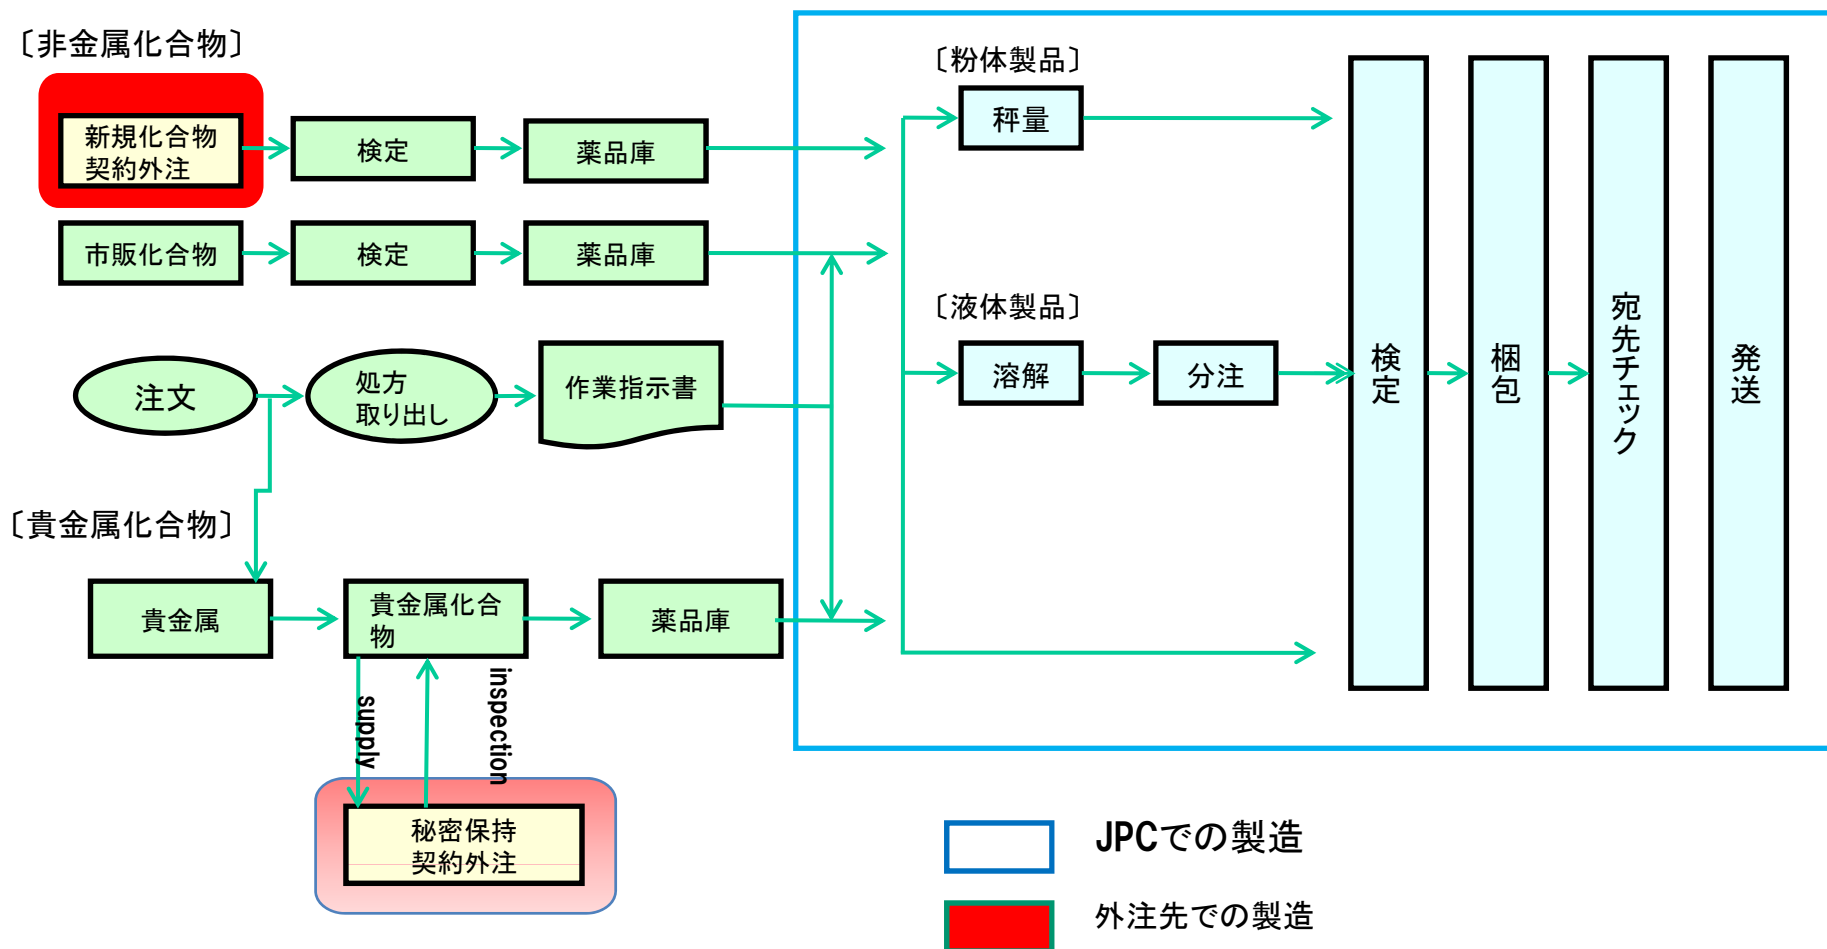 〔非金属化合物〕
新規化合物
契約外注
検定
薬品庫
市販化合物
検定
薬品庫
注文
処方
取り出し
作業指示書
〔貴金属化合物〕
貴金属
貴金属化合
物
薬品庫
supply
inspection
秘密保持
契約外注
〔粉体製品〕
秤量
〔液体製品〕
溶解
分注
検定
梱包
宛先チェック
発送
JPCでの製造
外注先での製造